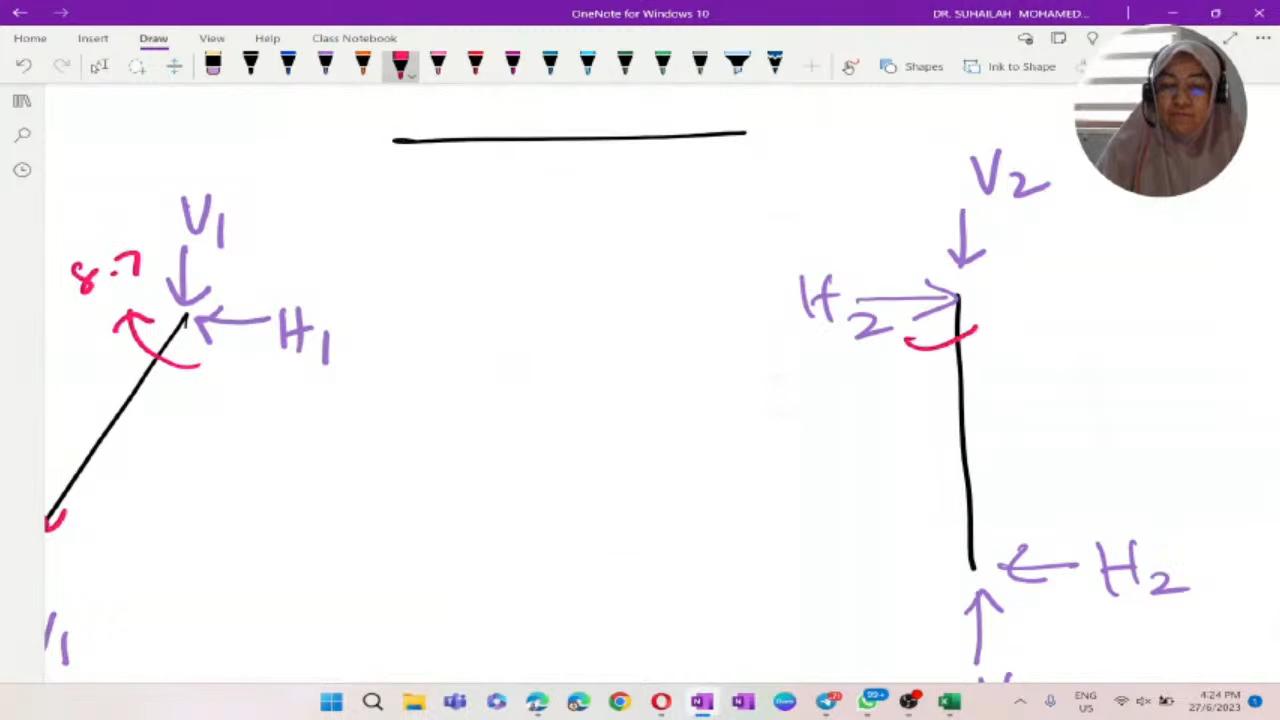 OneNote for Windows 10
DR. SUHAILAH MOHAMED...
Home Insert Draw View Help Class Notebook
Shapes Ink to Shape
V1
8.7
H1
V2
H2
H2
99+
ENG
US
4:24 PM
27/6/2023